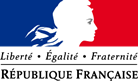 Liberté • Égalité • Fraternité
RÉPUBLIQUE FRANÇAISE